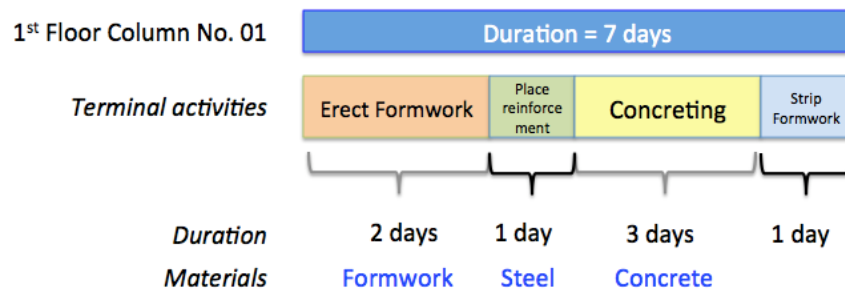 1st Floor Column No. 01 Duration = 7 days
Terminal activities Erect Formwork Place reinforce ment Concreting Strip Formwork
Duration 2 days 1 day 3 days 1 day
Materials Formwork Steel Concrete